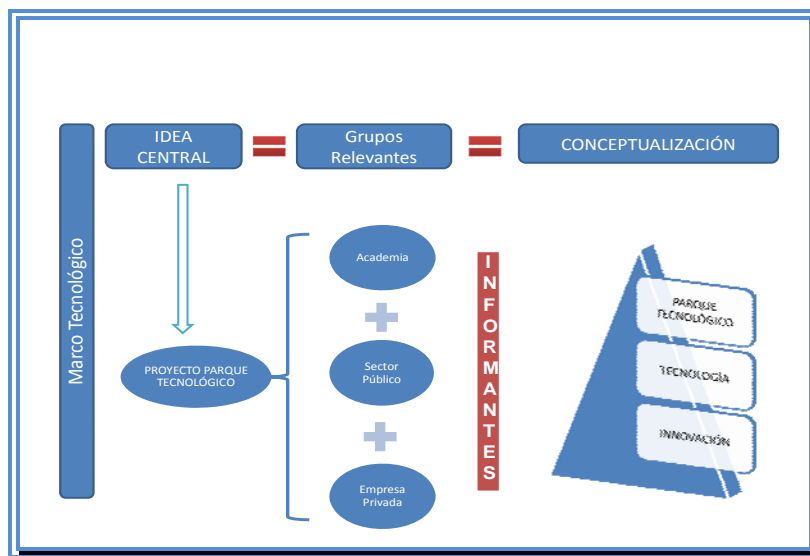 Marco Tecnológico
IDEA
CENTRAL
Grupos
Relevantes
CONCEPTUALIZACIÓN
PROYECTO PARQUE
TECNOLÓGICO
Academia
Sector
Público
Empresa
Privada
INFORMANTES
PARQUE
TECNOLÓGICO
TECNOLOGÍA
INNOVACIÓN